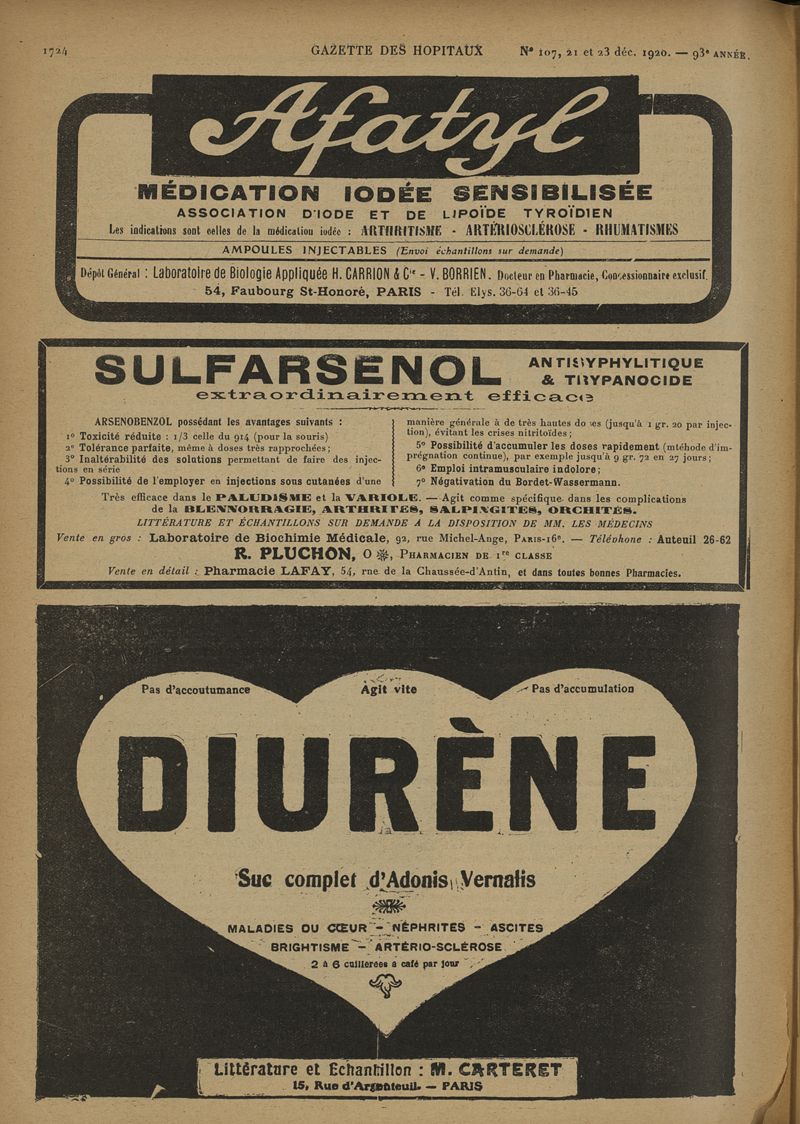 1724 GAZETTE DES HOPITAUX N° 107, 21 et 23 déc. 1920. — 93e ANNÉE.
Afatyl
MÉDICATION IODÉE SENSIBILISÉE
ASSOCIATION D'IODE ET DE LIPOÏDE TYROÏDIEN
Les indications sont celles de la médication iodée : ARTHRITISME - ARTÉRIOSCLÉROSE - RHUMATISMES
AMPOULES INJECTABLES (Envoi échantillons sur demande)
Dépôt Général : Laboratoire de Biologie Appliquée H. CARRION & Cie - V. BORRIEN. Docteur en Pharmacie, Concessionnaire exclusif.
54, Faubourg St-Honoré, PARIS - Tél. Elys. 36-64 et 36-45
SULFARSENOL
ANTISYPHYLITIQUE
& TRYPANOCIDE
extraordinairement efficace
ARSENOBENZOL possédant les avantages suivants :
1° Toxicité réduite : 1/3 celle du 914 (pour la souris)
2° Tolérance parfaite, même à doses très rapprochées ;
3° Inaltérabilité des solutions permettant de faire des injec-
tions en série
4° Possibilité de l'employer en injections sous cutanées d'une
manière générale à de très hautes doses (jusqu'à 1 gr. 20 par injec-
tion), évitant les crises nitritoïdes ;
5° Possibilité d'accumuler les doses rapidement (mtéhode d'im-
prégnation continue), par exemple jusqu'à 9 gr. 72 en 27 jours ;
6° Emploi intramusculaire indolore ;
7° Négativation du Bordet-Wassermann.
Très efficace dans le PALUDISME et la VARIOLE. — Agit comme spécifique dans les complications
de la BLENNORRAGIE, ARTHRITES, SALPINGITES, ORCHITES.
LITTÉRATURE ET ÉCHANTILLONS SUR DEMANDE A LA DISPOSITION DE MM. LES MÉDECINS
Vente en gros : Laboratoire de Biochimie Médicale, 92, rue Michel-Ange, PARIS-16e. — Téléphone : Auteuil 26-62
R. PLUCHON, O ❉, PHARMACIEN DE 1re CLASSE
Vente en détail : Pharmacie LAFAY, 54, rue de la Chaussée-d'Antin, et dans toutes bonnes Pharmacies.
Pas d'accoutumance Agit vite Pas d'accumulation
DIURÈNE
Suc complet d'Adonis Vernalis
MALADIES DU CŒUR - NÉPHRITES - ASCITES
BRIGHTISME - ARTÉRIO-SCLÉROSE
2 à 6 cuillerées à café par jour
Littérature et Echantillon : M. CARTERET
15, Rue d'Argenteuil. — PARIS